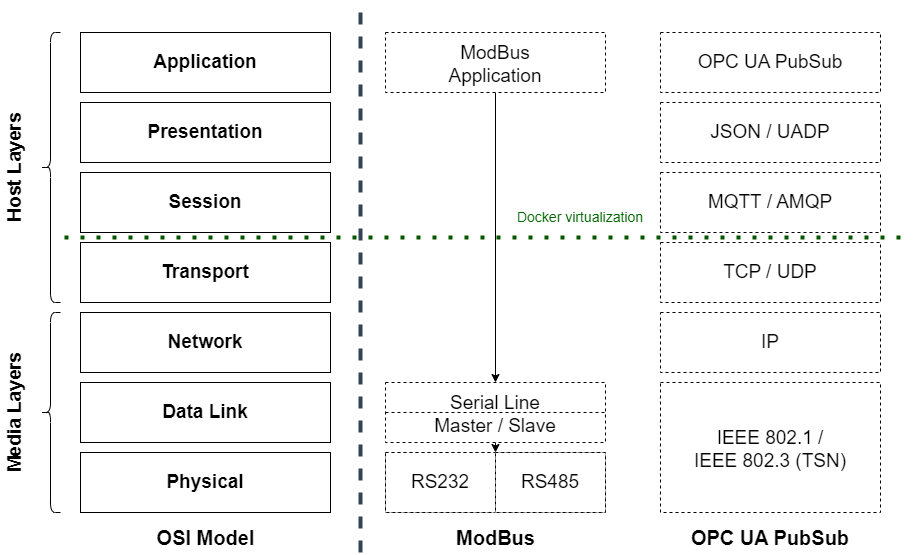 Host Layers
Media Layers
Application
Presentation
Session
Transport
Network
Data Link
Physical
OSI Model
ModBus
Application
Docker virtualization
Serial Line
Master / Slave
RS232
RS485
ModBus
OPC UA PubSub
JSON / UADP
MQTT / AMQP
TCP / UDP
IP
IEEE 802.1 /
IEEE 802.3 (TSN)
OPC UA PubSub